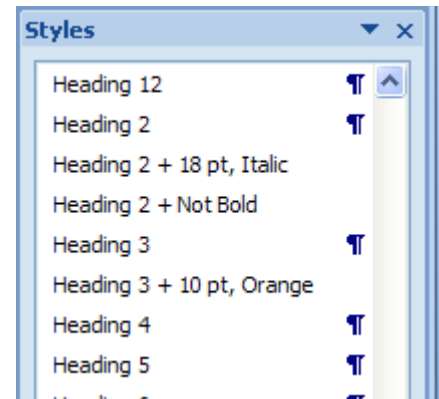 Styles
Heading 12 ¶
Heading 2 ¶
Heading 2 + 18 pt, Italic
Heading 2 + Not Bold
Heading 3 ¶
Heading 3 + 10 pt, Orange
Heading 4 ¶
Heading 5 ¶